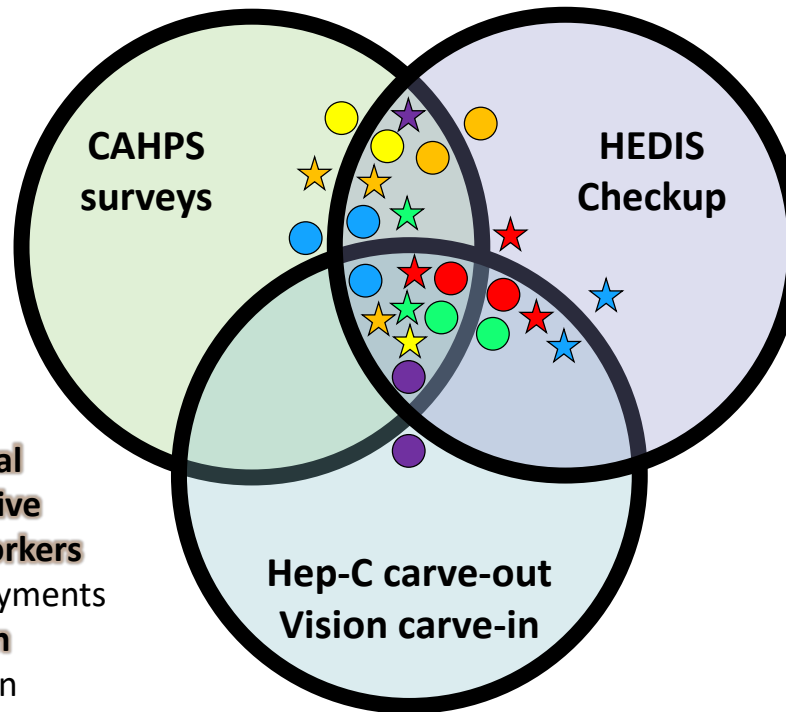 CAHPS
surveys
HEDIS
Checkup
Hep-C carve-out
Vision carve-in